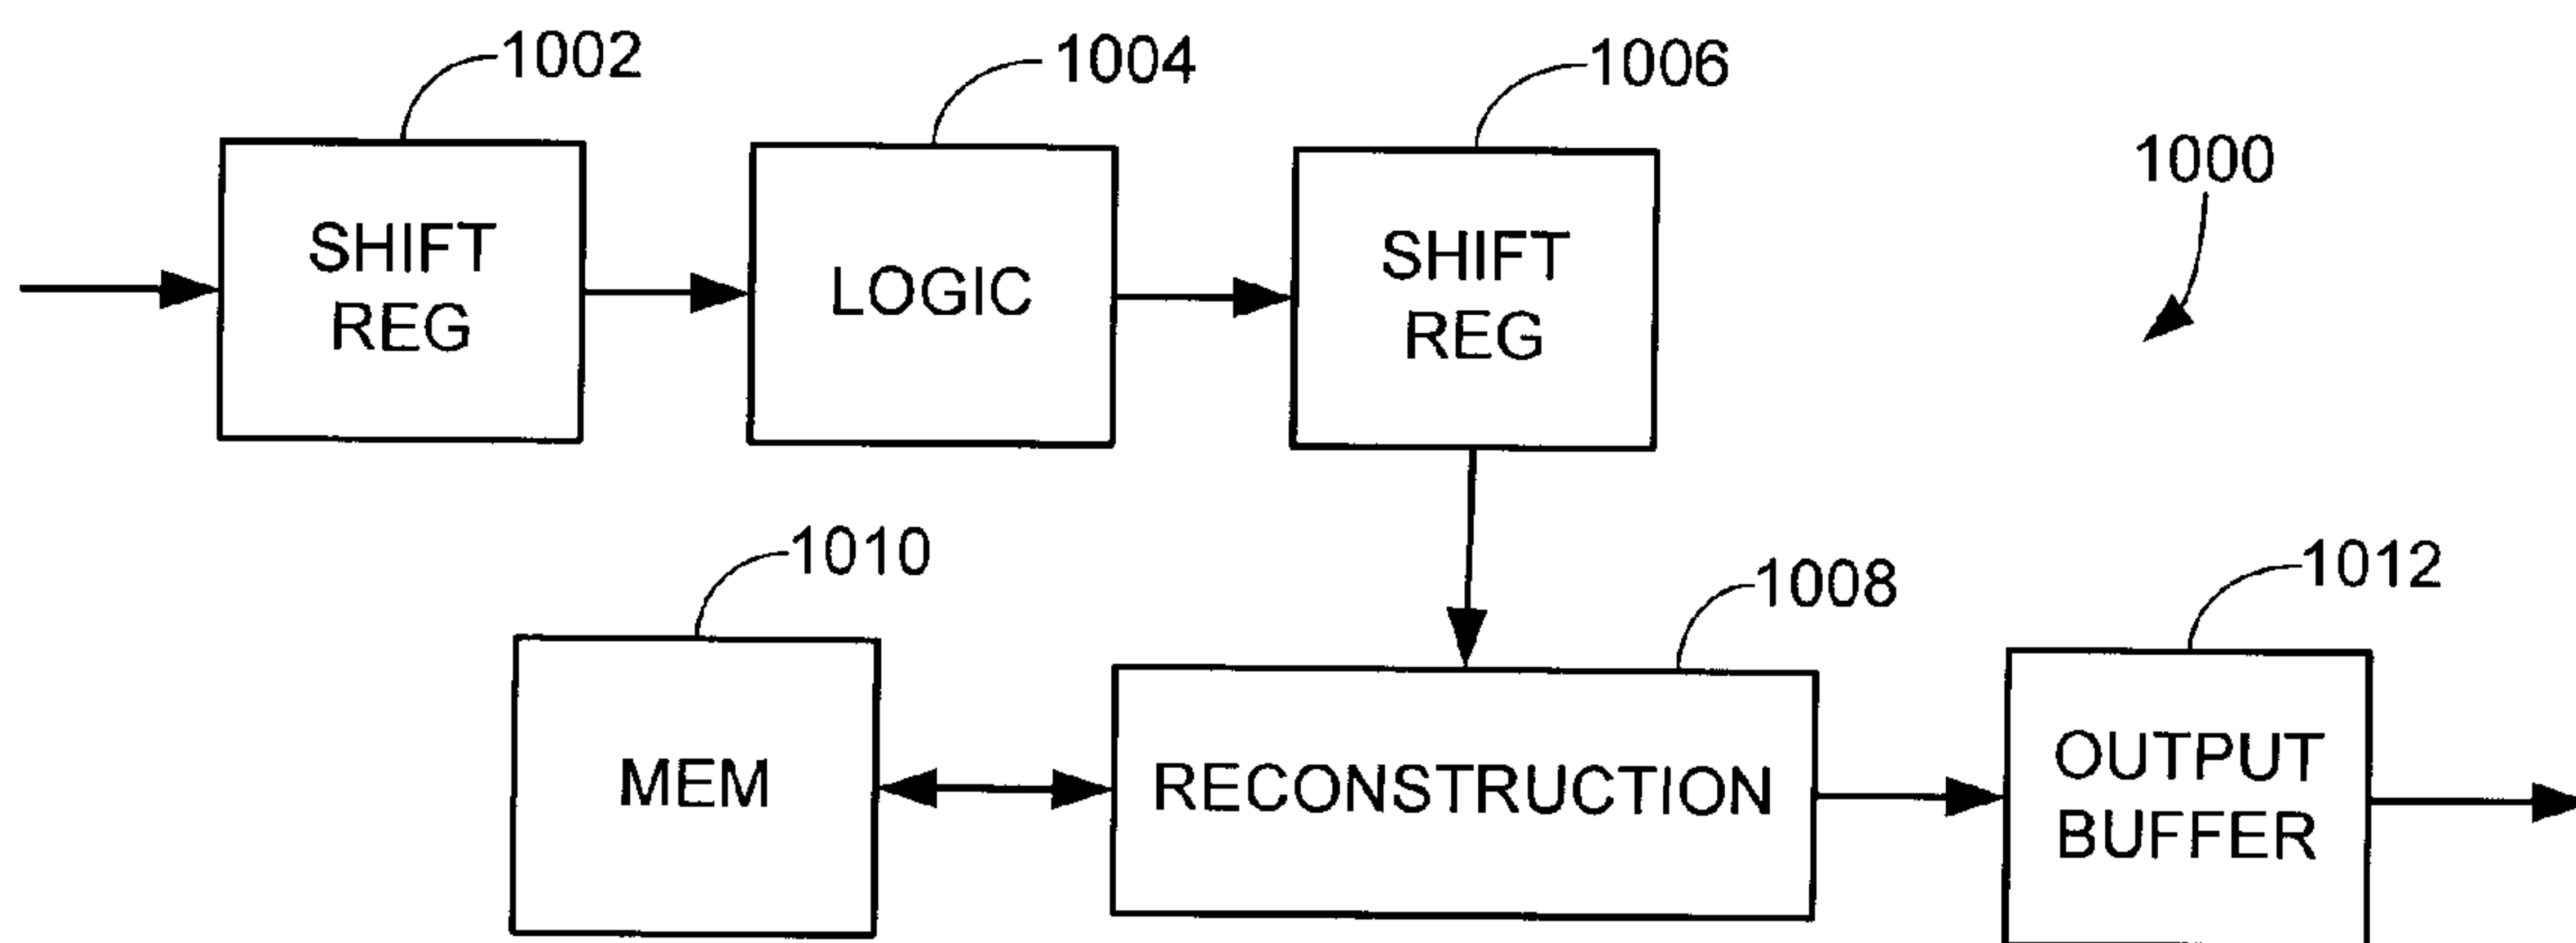 1002
1004
1006
1000
SHIFT
REG
LOGIC
SHIFT
REG
1010
1008
1012
MEM
RECONSTRUCTION
OUTPUT
BUFFER